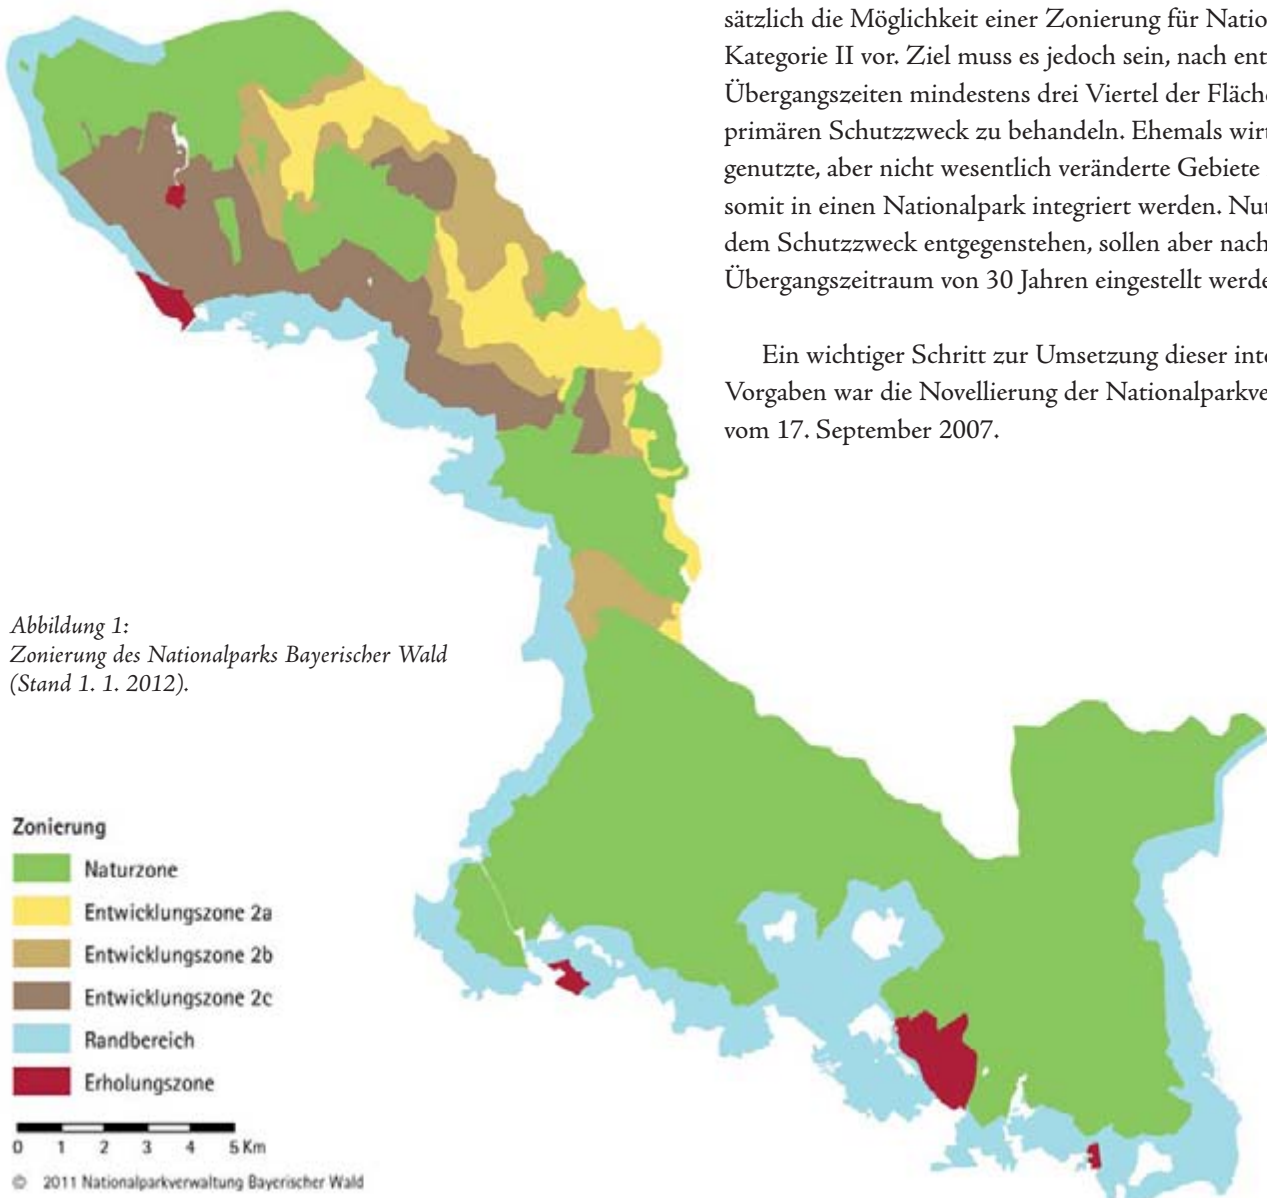 sätzlich die Möglichkeit einer Zonierung für Natio
Kategorie II vor. Ziel muss es jedoch sein, nach ent
Übergangszeiten mindestens drei Viertel der Fläche
primären Schutzzweck zu behandeln. Ehemals wirt
genutzte, aber nicht wesentlich veränderte Gebiete
somit in einen Nationalpark integriert werden. Nut
dem Schutzzweck entgegenstehen, sollen aber nach
Übergangszeitraum von 30 Jahren eingestellt werde
Ein wichtiger Schritt zur Umsetzung dieser inte
Vorgaben war die Novellierung der Nationalparkve
vom 17. September 2007.
Abbildung 1:
Zonierung des Nationalparks Bayerischer Wald
(Stand 1. 1. 2012).
Zonierung
Naturzone
Entwicklungszone 2a
Entwicklungszone 2b
Entwicklungszone 2c
Randbereich
Erholungszone
0 1 2 3 4 5 Km
© 2011 Nationalparkverwaltung Bayerischer Wald